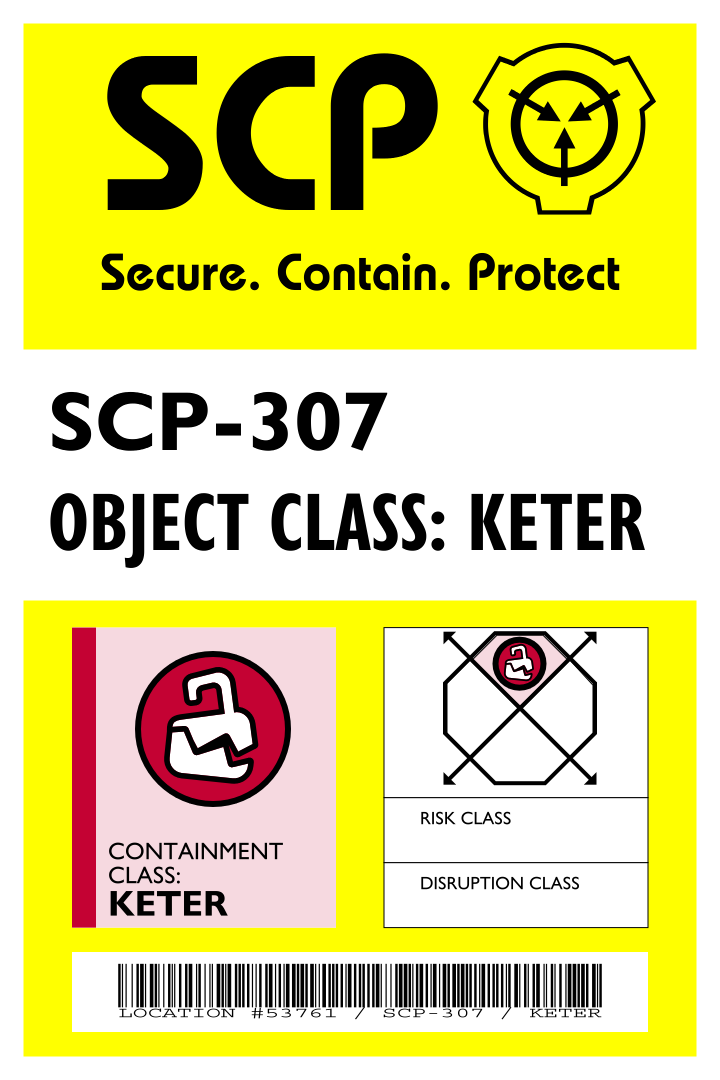 SCP
Secure. Contain. Protect
SCP-307
OBJECT CLASS: KETER
CONTAINMENT
CLASS:
KETER
RISK CLASS
DISRUPTION CLASS
LOCATION #53761 / SCP-307 / KETER